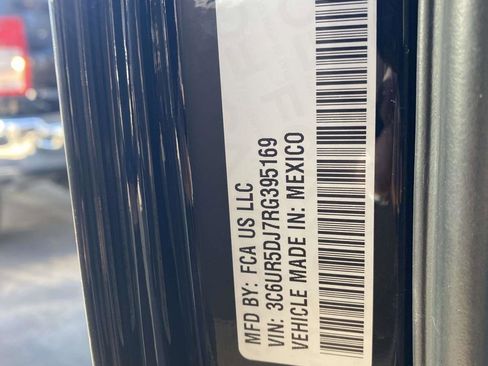 MFD BY: FCA US LLC
VIN: 3C6UR5DJ7RG395169
VEHICLE MADE IN: MEXICO